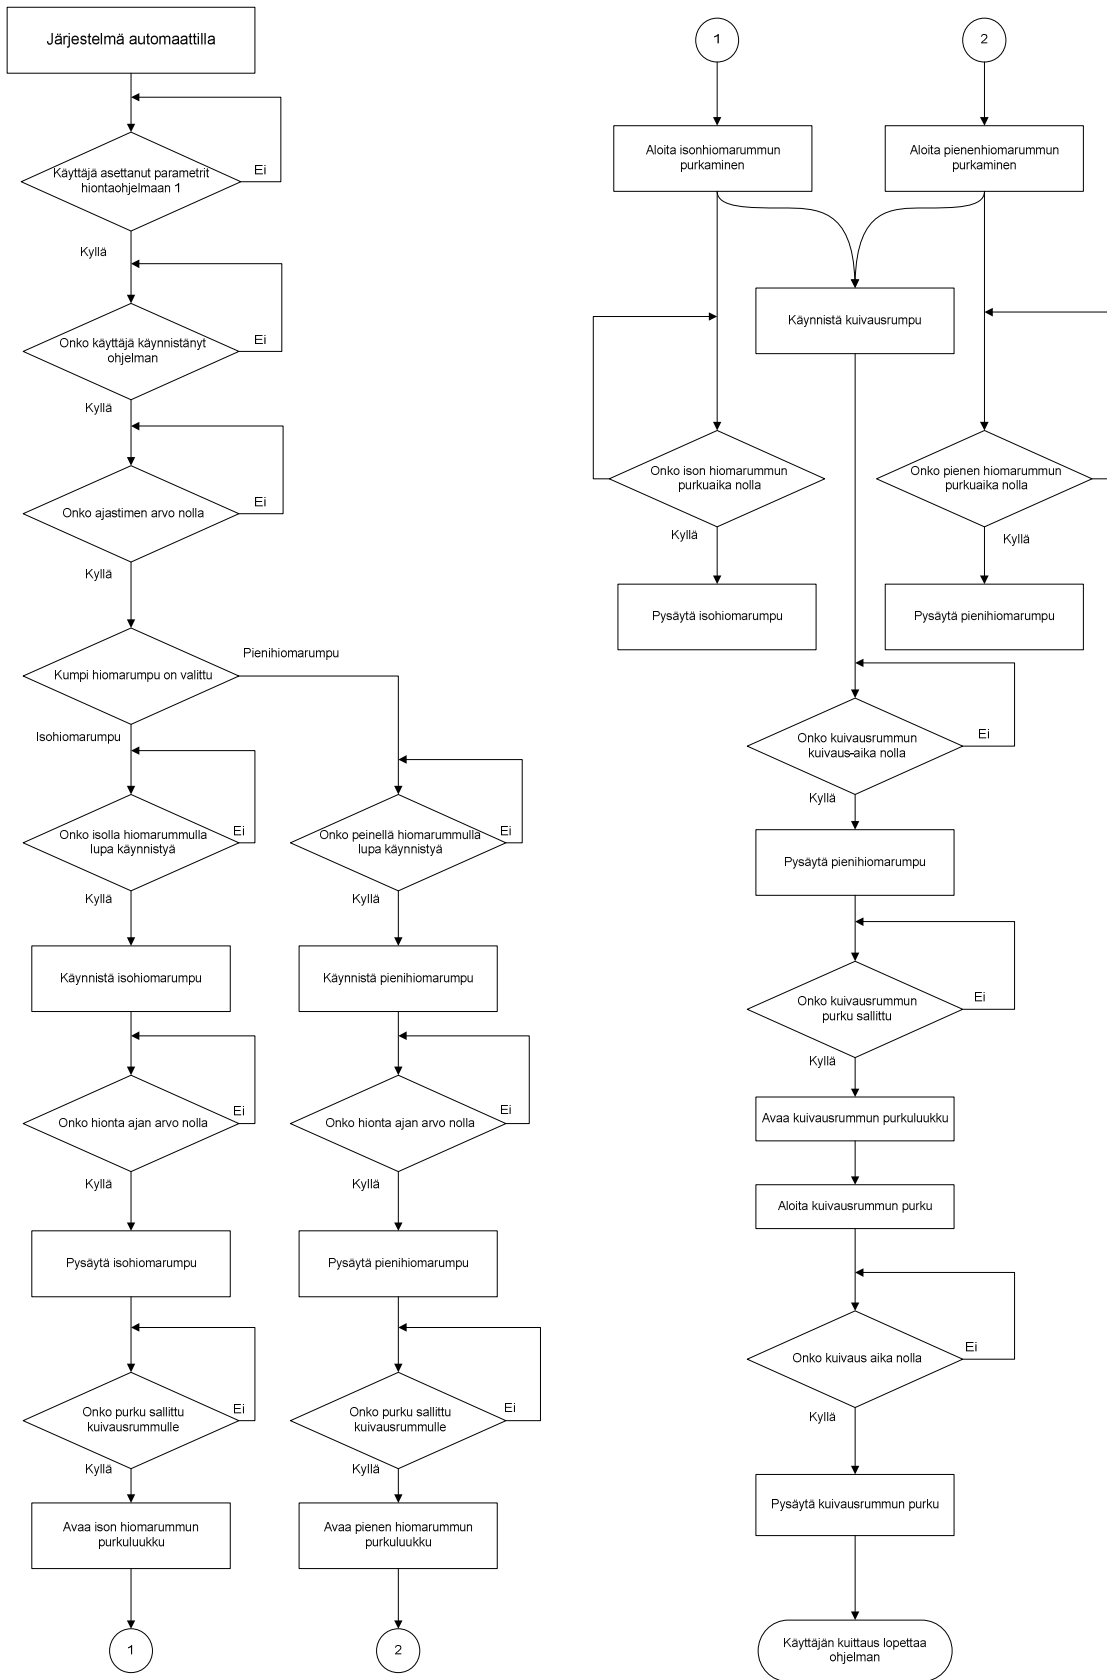 Järjestelmä automaattilla
Käyttäjä asettanut parametrit
hiontaohjelmaan 1
Ei
Kyllä
Onko käyttäjä käynnistänyt
ohjelman
Ei
Kyllä
Onko ajastimen arvo nolla
Ei
Kyllä
Kumpi hiomarumpu on valittu
Pienihiomarumpu
Isohiomarumpu
Onko isolla hiomarummulla
lupa käynnistyä
Ei
Kyllä
Käynnistä isohiomarumpu
Onko hionta ajan arvo nolla
Ei
Kyllä
Pysäytä isohiomarumpu
Onko purku sallittu
kuivausrummulle
Ei
Kyllä
Avaa ison hiomarummun
purkuluukku
1
Onko peinellä hiomarummulla
lupa käynnistyä
Ei
Kyllä
Käynnistä pienihiomarumpu
Onko hionta ajan arvo nolla
Ei
Kyllä
Pysäytä pienihiomarumpu
Onko purku sallittu
kuivausrummulle
Ei
Kyllä
Avaa pienen hiomarummun
purkuluukku
2
1
Aloita isonhiomarummun
purkaminen
Onko ison hiomarummun
purkuaika nolla
Kyllä
Pysäytä isohiomarumpu
2
Aloita pienenhiomarummun
purkaminen
Onko pienen hiomarummun
purkuaika nolla
Kyllä
Pysäytä pienihiomarumpu
Käynnistä kuivausrumpu
Onko kuivausrummun
kuivaus-aika nolla
Ei
Kyllä
Pysäytä pienihiomarumpu
Onko kuivausrummun
purku sallittu
Ei
Kyllä
Avaa kuivausrummun purkuluukku
Aloita kuivausrummun purku
Onko kuivaus aika nolla
Ei
Kyllä
Pysäytä kuivausrummun purku
Käyttäjän kuittaus lopettaa
ohjelman